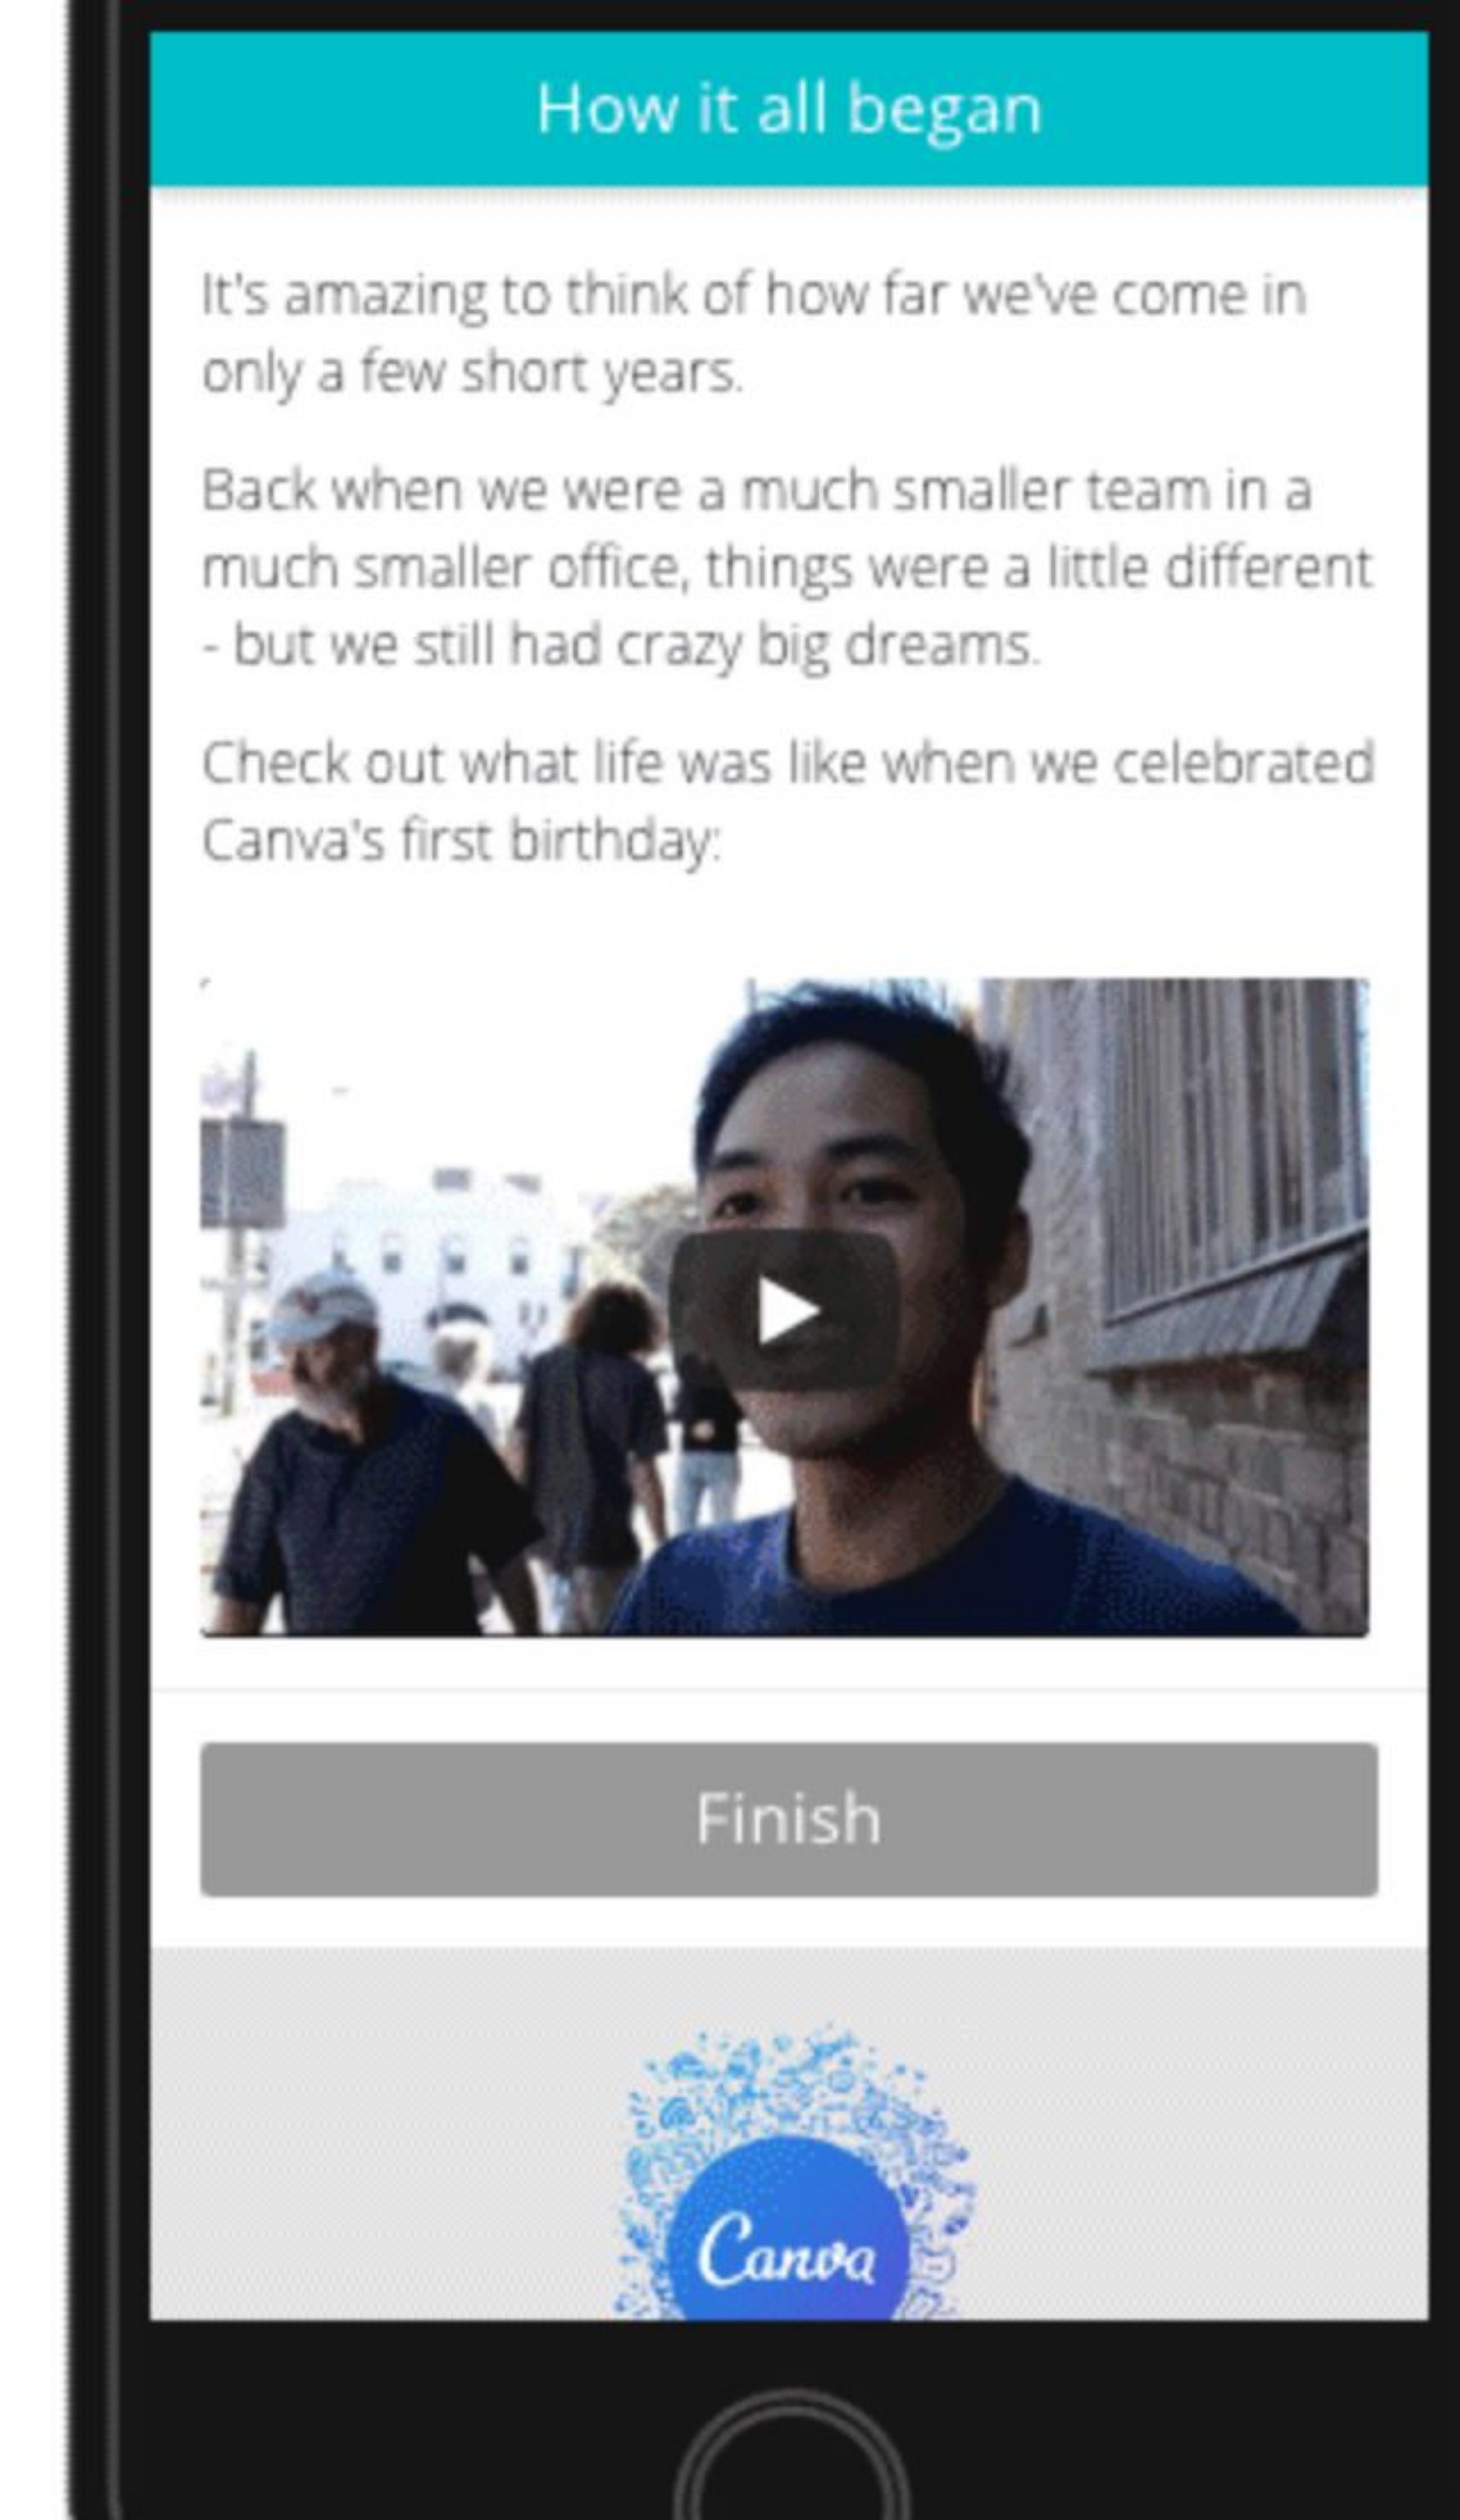 How it all began
It's amazing to think of how far we've come in
only a few short years.
Back when we were a much smaller team in a
much smaller office, things were a little different
- but we still had crazy big dreams.
Check out what life was like when we celebrated
Canva's first birthday:
Finish
Canva